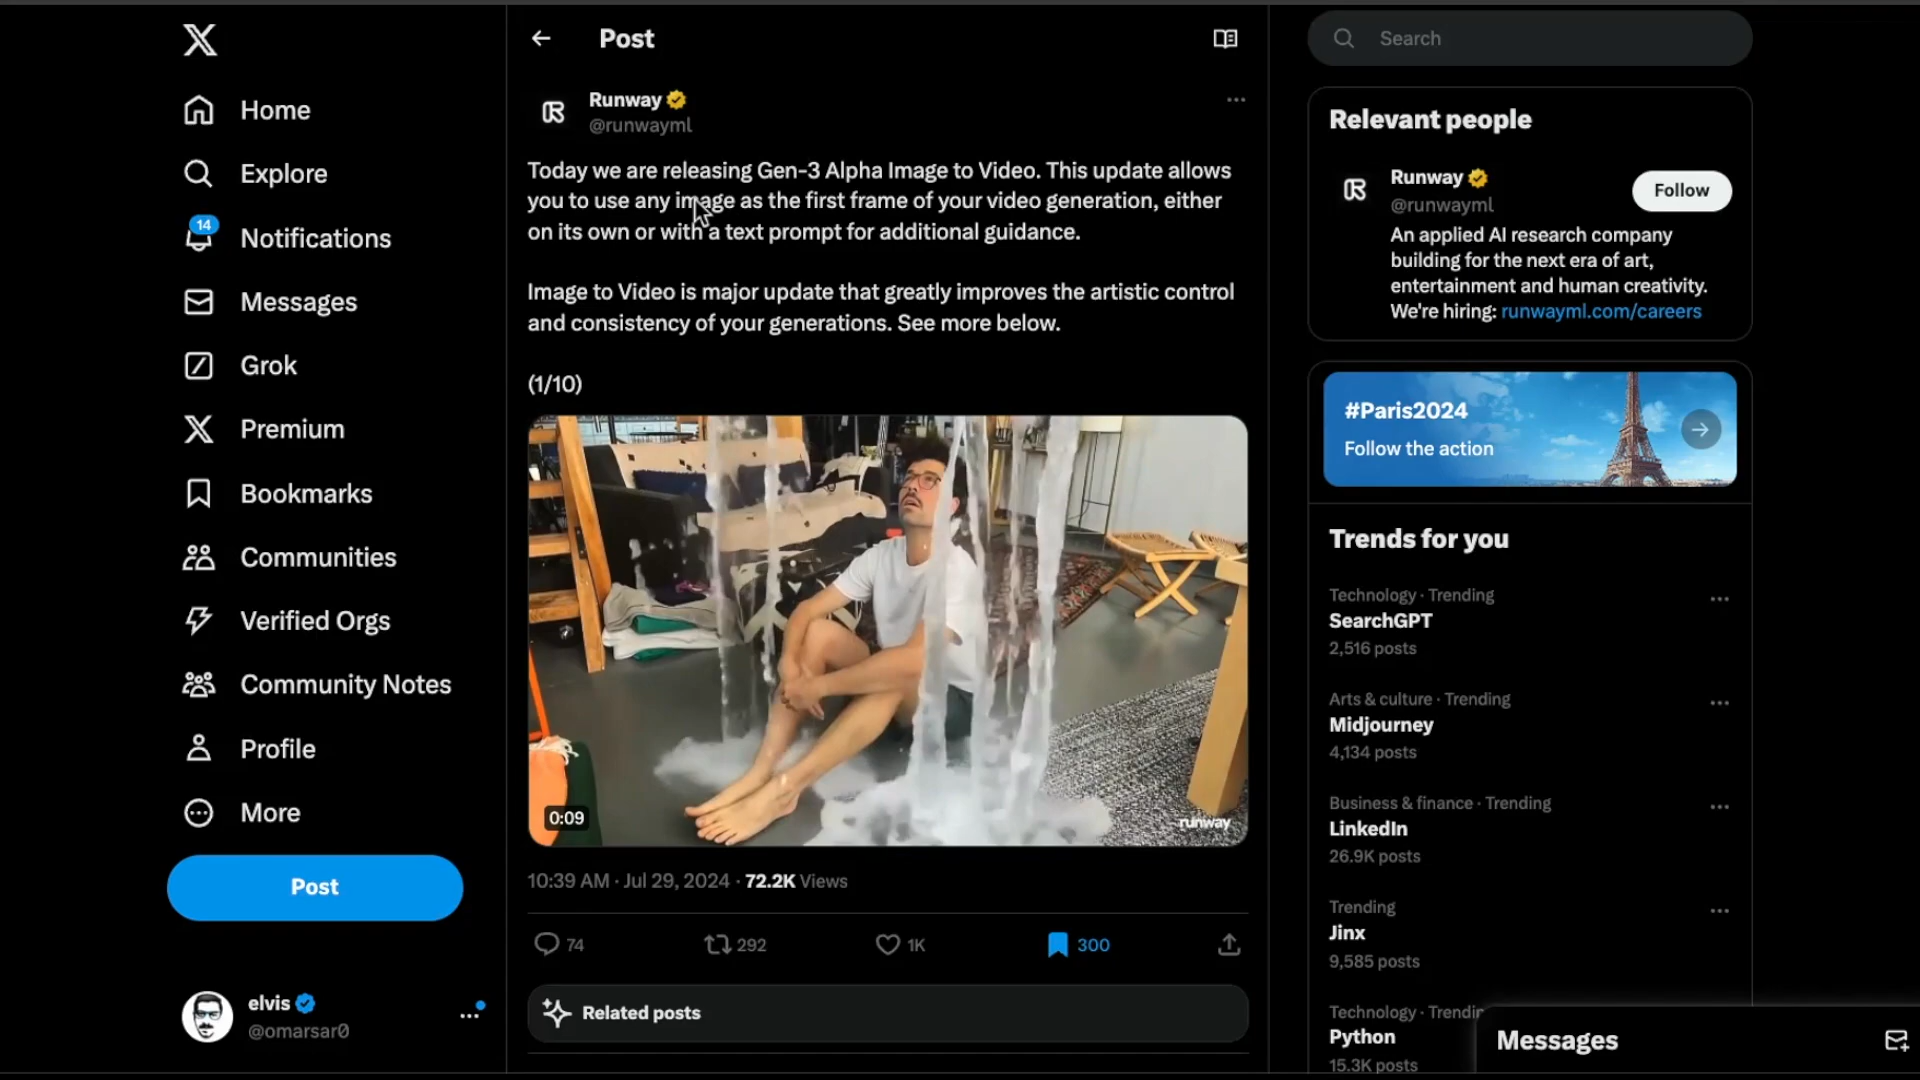 Home
Explore
14
Notifications
Messages
Grok
Premium
Bookmarks
Communities
Verified Orgs
Community Notes
Profile
More
Post
elvis
@omarsar0
Post
Runway
@runwayml
Today we are releasing Gen-3 Alpha Image to Video. This update allows
you to use any image as the first frame of your video generation, either
on its own or with a text prompt for additional guidance.
Image to Video is major update that greatly improves the artistic control
and consistency of your generations. See more below.
(1/10)
0:09
runway
10:39 AM · Jul 29, 2024 · 72.2K Views
74
292
1K
300
Related posts
Search
Relevant people
Runway
@runwayml
Follow
An applied AI research company
building for the next era of art,
entertainment and human creativity.
We're hiring: runwayml.com/careers
#Paris2024
Follow the action
Trends for you
Technology · Trending
SearchGPT
2,516 posts
Arts & culture · Trending
Midjourney
4,134 posts
Business & finance · Trending
LinkedIn
26.9K posts
Trending
Jinx
9,585 posts
Technology · Trendin
Python
15.3K posts
Messages